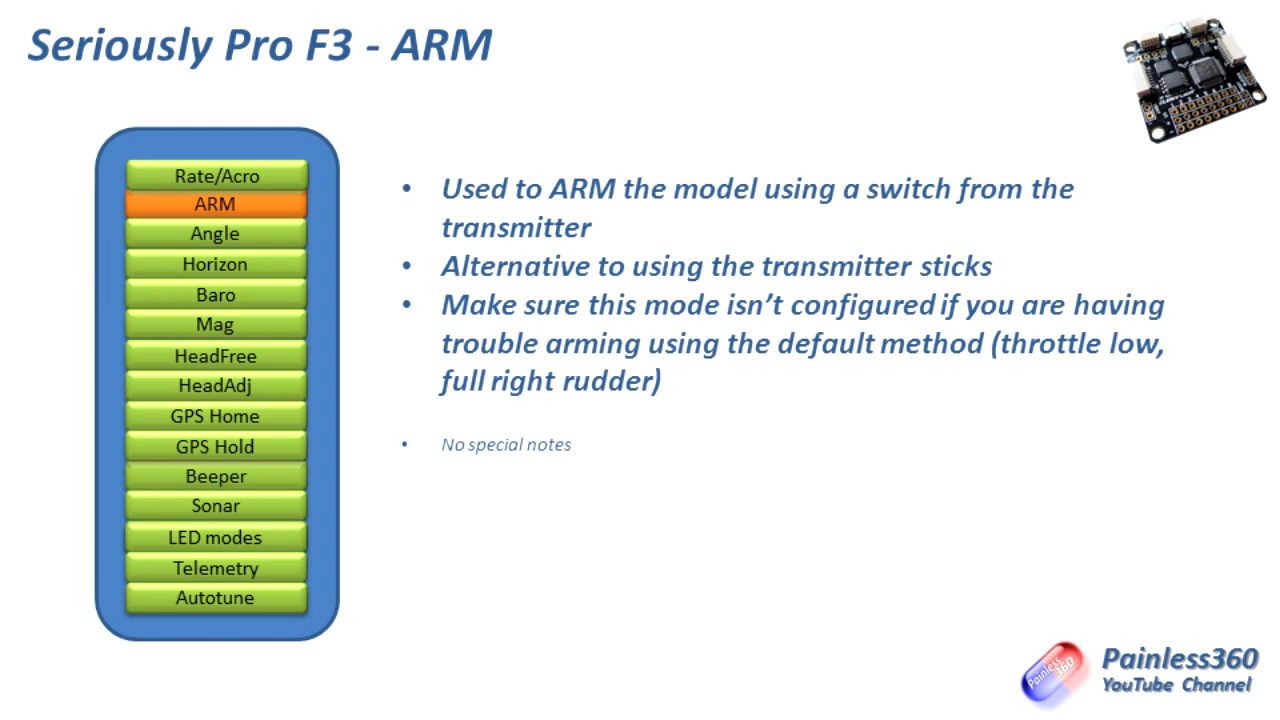 Seriously Pro F3 - ARM
Rate/Acro
ARM
Angle
Horizon
Baro
Mag
HeadFree
HeadAdj
GPS Home
GPS Hold
Beeper
Sonar
LED modes
Telemetry
Autotune
• Used to ARM the model using a switch from the
transmitter
• Alternative to using the transmitter sticks
• Make sure this mode isn’t configured if you are having
trouble arming using the default method (throttle low,
full right rudder)
• No special notes
Painless
360
Painless360
YouTube Channel